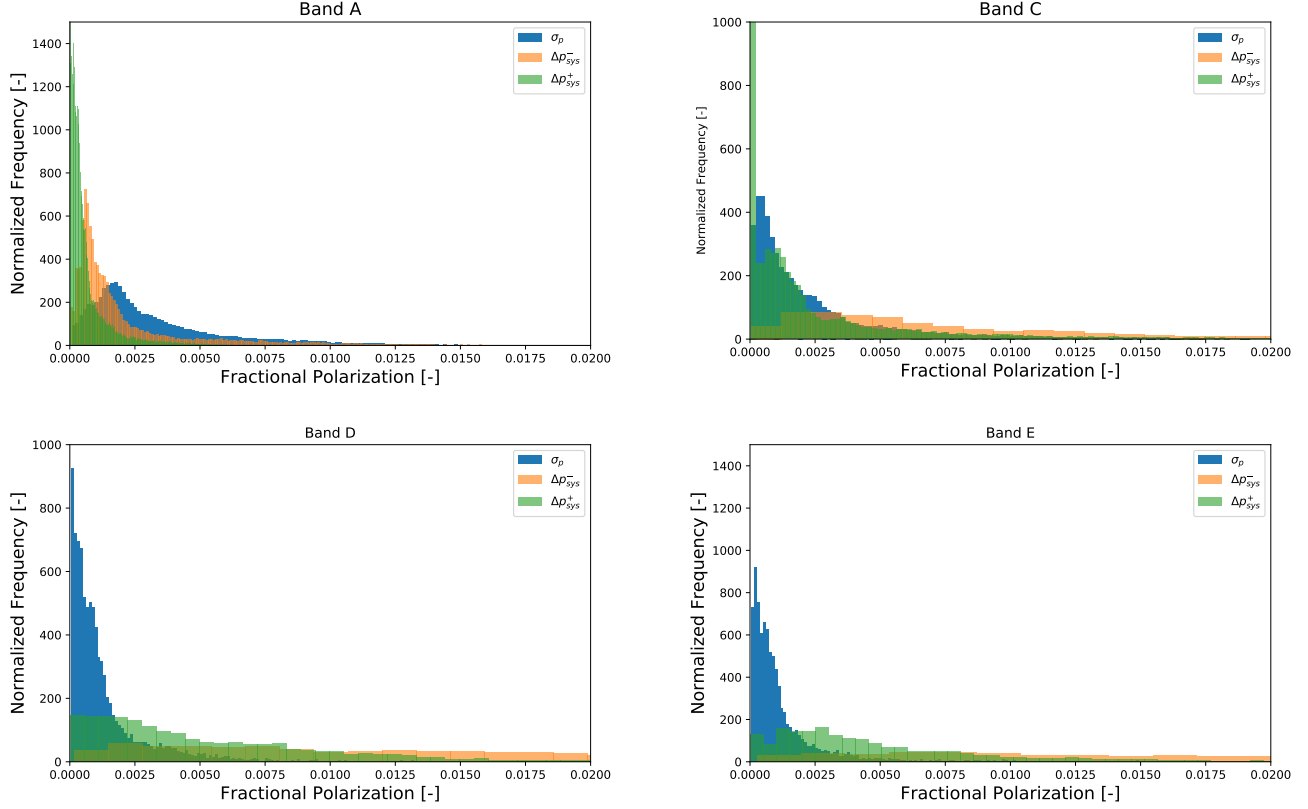 Band A
Normalized Frequency [-]
1400
1200
1000
800
600
400
200
0
σp
Δp−sys
Δp+sys
0.0000 0.0025 0.0050 0.0075 0.0100 0.0125 0.0150 0.0175 0.0200
Fractional Polarization [-]
Band C
Normalized Frequency [-]
1000
800
600
400
200
0
σp
Δp−sys
Δp+sys
0.0000 0.0025 0.0050 0.0075 0.0100 0.0125 0.0150 0.0175 0.0200
Fractional Polarization [-]
Band D
Normalized Frequency [-]
1000
800
600
400
200
0
σp
Δp−sys
Δp+sys
0.0000 0.0025 0.0050 0.0075 0.0100 0.0125 0.0150 0.0175 0.0200
Fractional Polarization [-]
Band E
Normalized Frequency [-]
1400
1200
1000
800
600
400
200
0
σp
Δp−sys
Δp+sys
0.0000 0.0025 0.0050 0.0075 0.0100 0.0125 0.0150 0.0175 0.0200
Fractional Polarization [-]